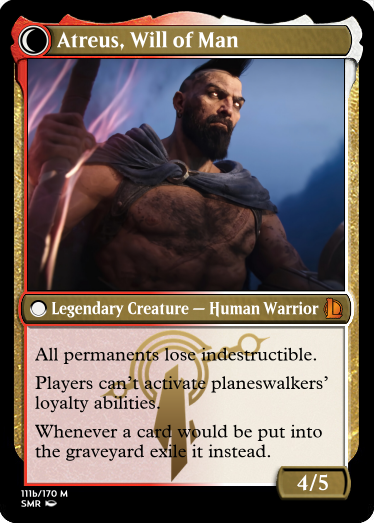 Atreus, Will of Man
Legendary Creature — Human Warrior
All permanents lose indestructible.
Players can't activate planeswalkers'
loyalty abilities.
Whenever a card would be put into
the graveyard exile it instead.
4/5
111b/170 M
SMR